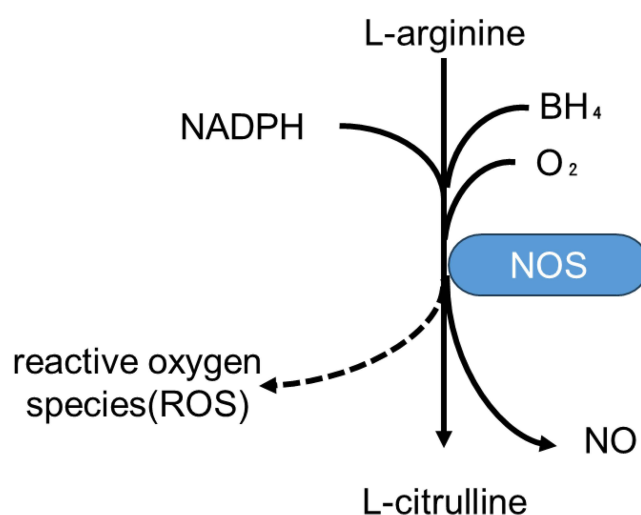 L-arginine
NADPH
BH₄
O₂
NOS
reactive oxygen
species(ROS)
NO
L-citrulline